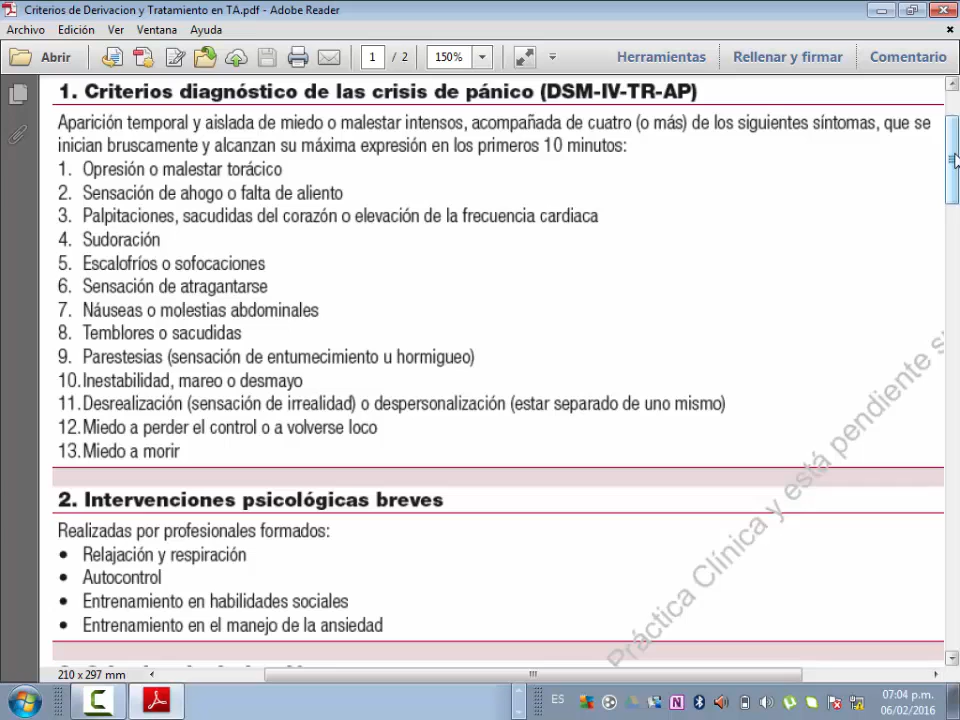 Criterios de Derivacion y Tratamiento en TA.pdf - Adobe Reader
Archivo Edición Ver Ventana Ayuda
Abrir 1 / 2 150% Herramientas Rellenar y firmar Comentario
1. Criterios diagnóstico de las crisis de pánico (DSM-IV-TR-AP)
Aparición temporal y aislada de miedo o malestar intensos, acompañada de cuatro (o más) de los siguientes síntomas, que se
inician bruscamente y alcanzan su máxima expresión en los primeros 10 minutos:
1. Opresión o malestar torácico
2. Sensación de ahogo o falta de aliento
3. Palpitaciones, sacudidas del corazón o elevación de la frecuencia cardiaca
4. Sudoración
5. Escalofríos o sofocaciones
6. Sensación de atragantarse
7. Náuseas o molestias abdominales
8. Temblores o sacudidas
9. Parestesias (sensación de entumecimiento u hormigueo)
10. Inestabilidad, mareo o desmayo
11. Desrealización (sensación de irrealidad) o despersonalización (estar separado de uno mismo)
12. Miedo a perder el control o a volverse loco
13. Miedo a morir
2. Intervenciones psicológicas breves
Realizadas por profesionales formados:
• Relajación y respiración
• Autocontrol
• Entrenamiento en habilidades sociales
• Entrenamiento en el manejo de la ansiedad
Práctica Clínica y está pendiente
210 x 297 mm
ES
07:04 p.m.
06/02/2016